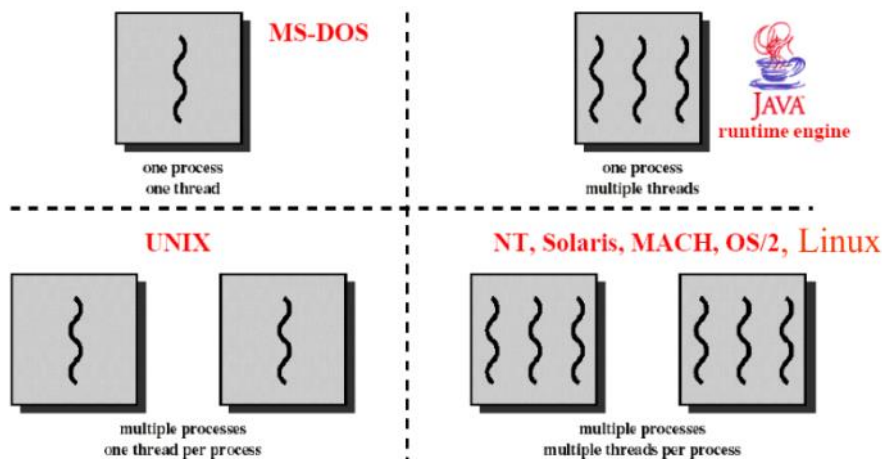 MS-DOS
one process
one thread
JAVA
runtime engine
one process
multiple threads
UNIX
multiple processes
one thread per process
NT, Solaris, MACH, OS/2, Linux
multiple processes
multiple threads per process